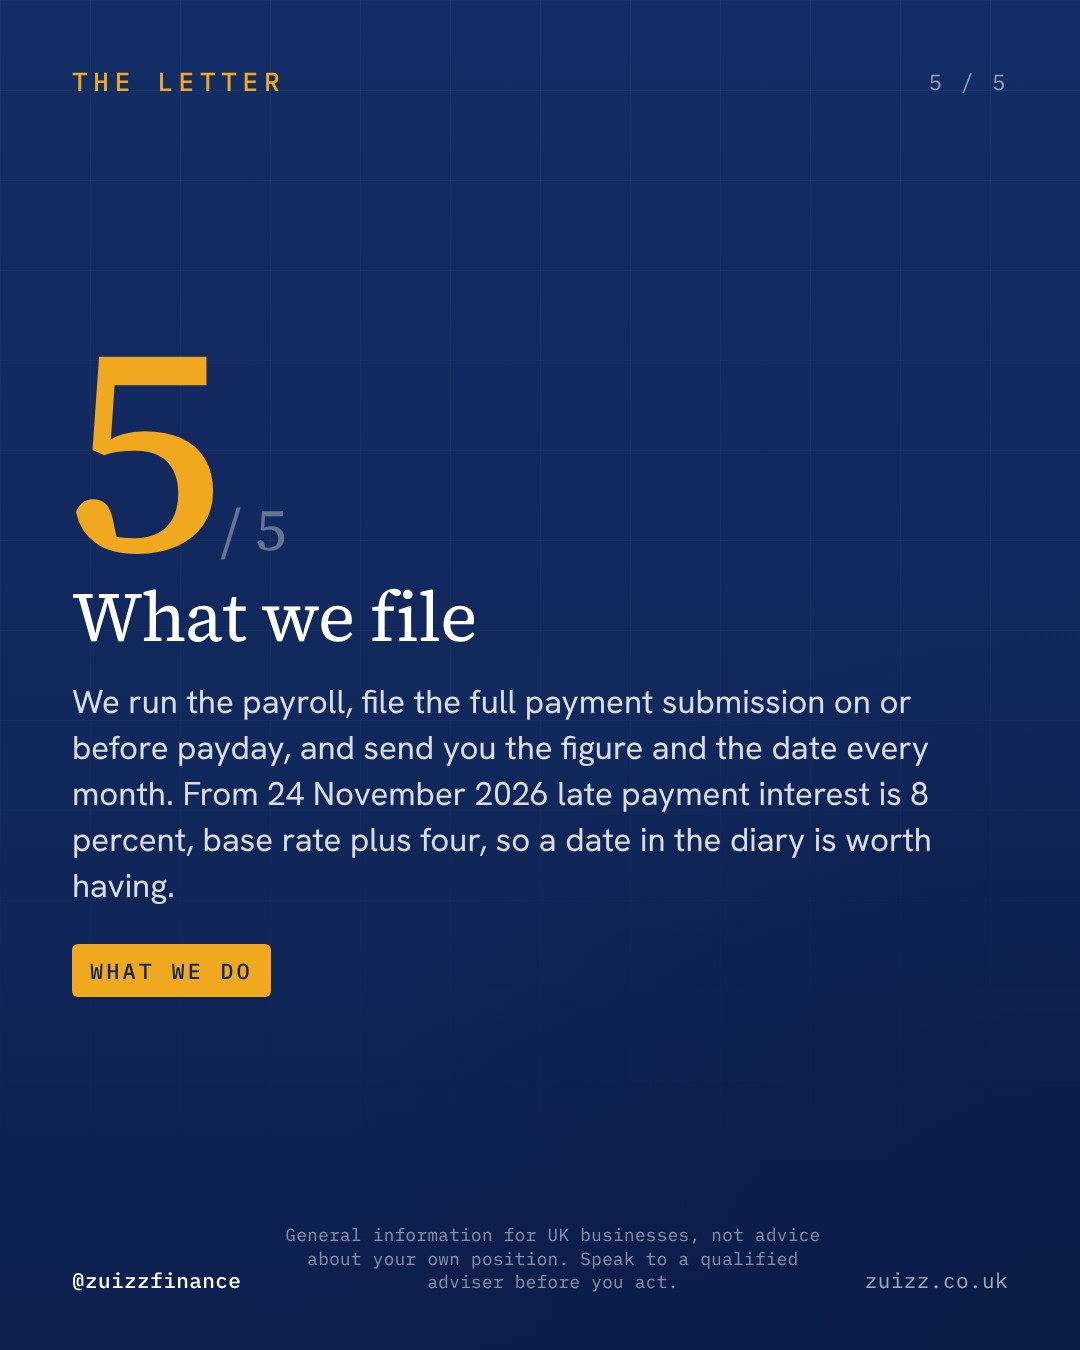 THE LETTER
5 / 5
5 / 5
What we file
We run the payroll, file the full payment submission on or
before payday, and send you the figure and the date every
month. From 24 November 2026 late payment interest is 8
percent, base rate plus four, so a date in the diary is worth
having.
WHAT WE DO
General information for UK businesses, not advice
about your own position. Speak to a qualified
adviser before you act.
@zuizzfinance
zuizz.co.uk